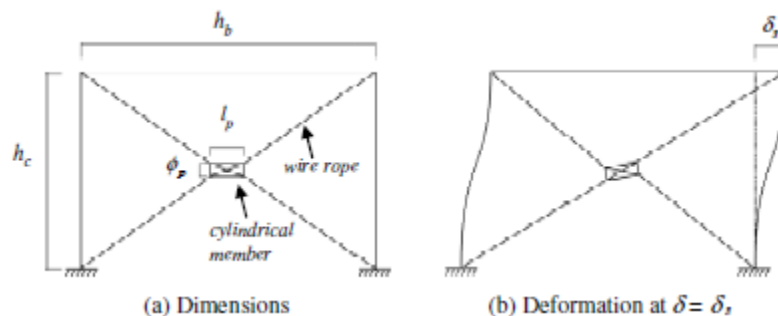 h_b
δ_s
l_p
h_c
ϕ_p
wire rope
cylindrical
member
(a) Dimensions
(b) Deformation at δ = δ_s